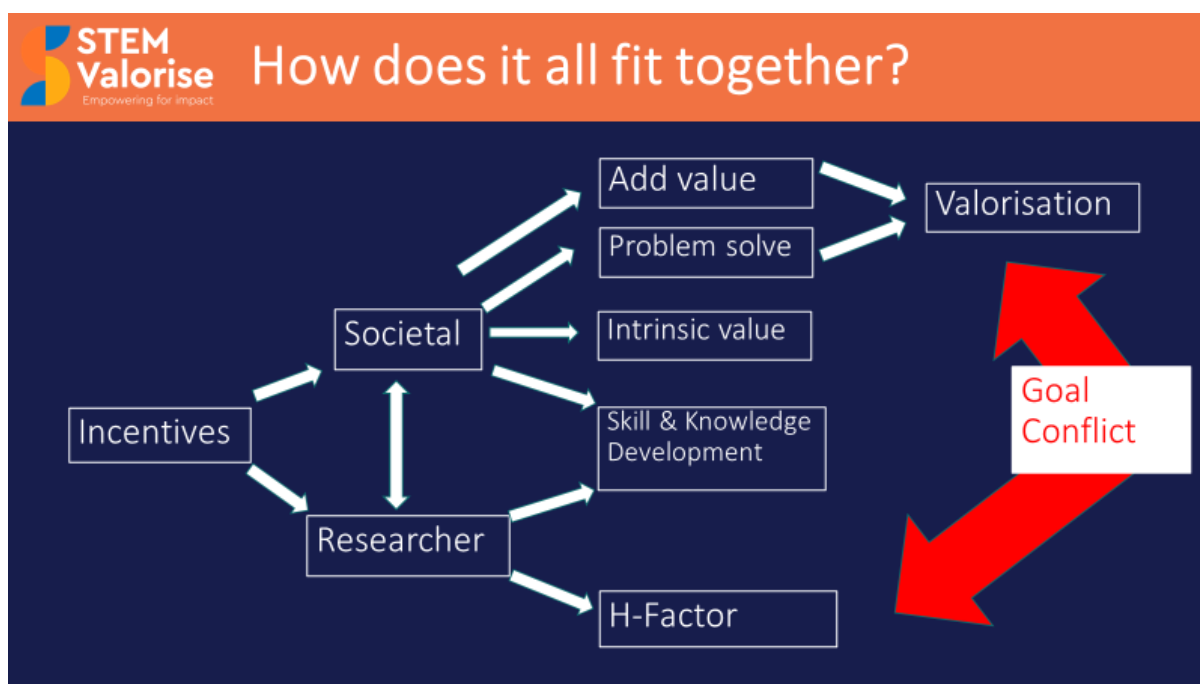 STEM
Valorise
Empowering for impact
How does it all fit together?
Add value
Valorisation
Problem solve
Societal
Intrinsic value
Goal
Conflict
Incentives
Skill & Knowledge
Development
Researcher
H-Factor